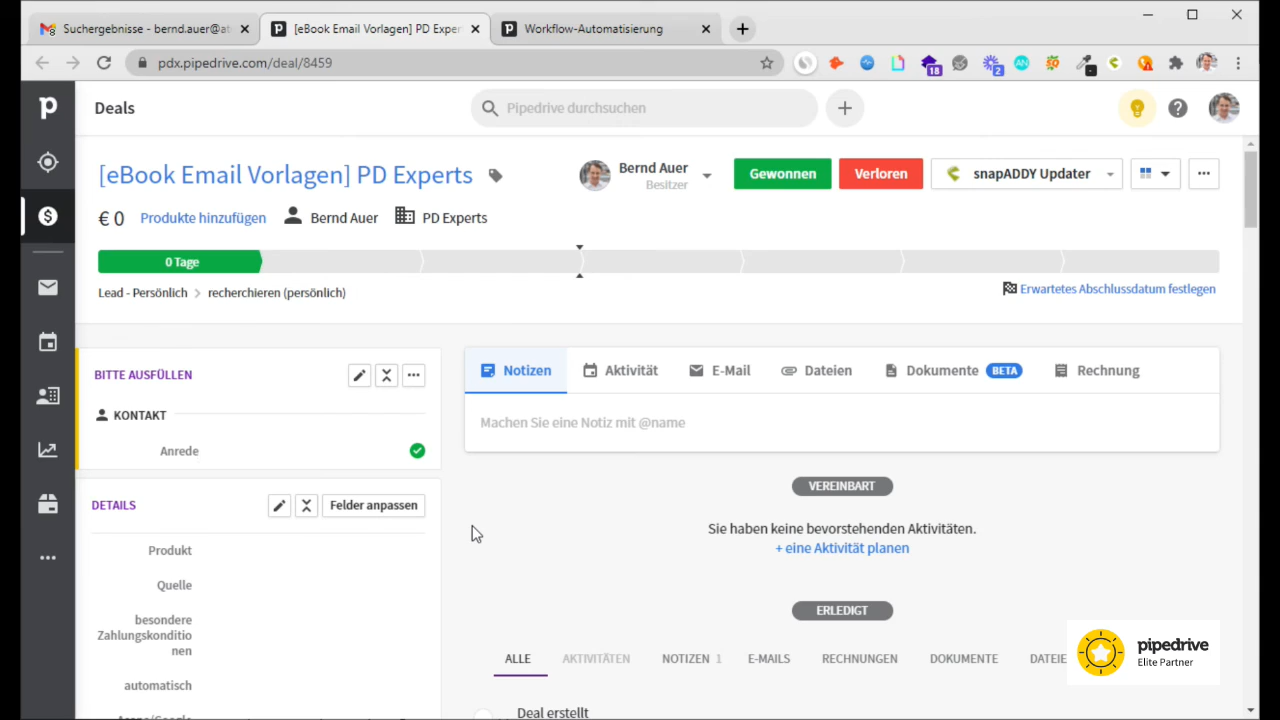 Suchergebnisse - bernd.auer@at
[eBook Email Vorlagen] PD Exper
Workflow-Automatisierung
pdx.pipedrive.com/deal/8459
18
2
AN
Deals
Pipedrive durchsuchen
[eBook Email Vorlagen] PD Experts
Bernd Auer
Besitzer
Gewonnen
Verloren
snapADDY Updater
€ 0
Produkte hinzufügen
Bernd Auer
PD Experts
0 Tage
Lead - Persönlich
recherchieren (persönlich)
Erwartetes Abschlussdatum festlegen
BITTE AUSFÜLLEN
KONTAKT
Anrede
DETAILS
Felder anpassen
Produkt
Quelle
besondere
Zahlungskonditio
nen
automatisch
Notizen
Aktivität
E-Mail
Dateien
Dokumente BETA
Rechnung
Machen Sie eine Notiz mit @name
VEREINBART
Sie haben keine bevorstehenden Aktivitäten.
+ eine Aktivität planen
ERLEDIGT
ALLE
AKTIVITÄTEN
NOTIZEN 1
E-MAILS
RECHNUNGEN
DOKUMENTE
DATEIE
Deal erstellt
pipedrive
Elite Partner